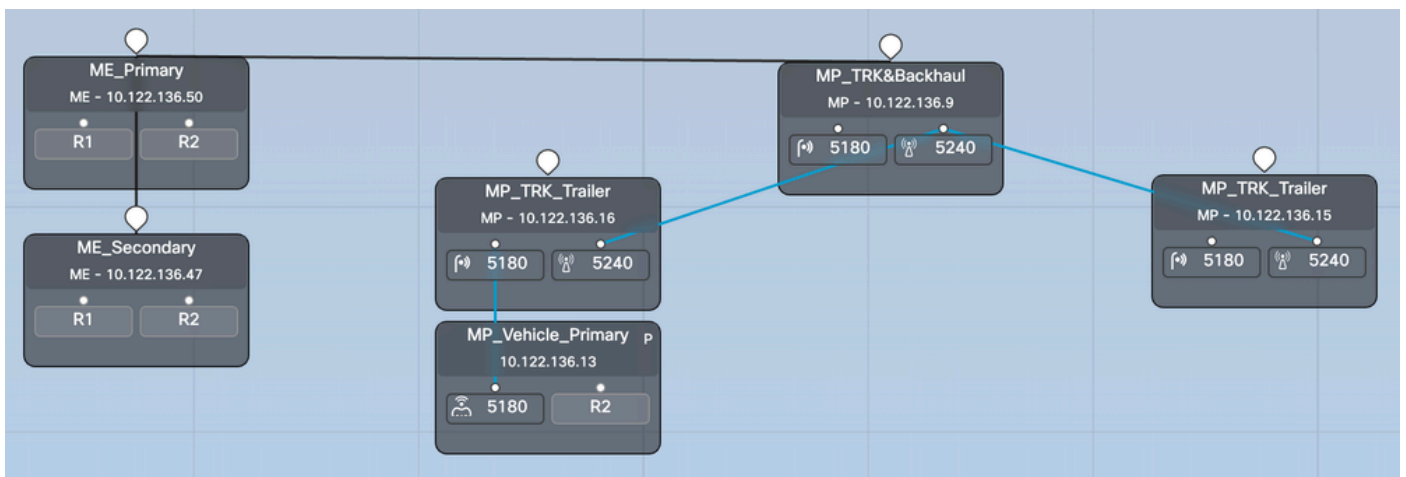 ME_Primary
ME - 10.122.136.50
R1 R2
ME_Secondary
ME - 10.122.136.47
R1 R2
MP_TRK_Trailer
MP - 10.122.136.16
5180 5240
MP_Vehicle_Primary P
10.122.136.13
5180 R2
MP_TRK&Backhaul
MP - 10.122.136.9
5180 5240
MP_TRK_Trailer
MP - 10.122.136.15
5180 5240